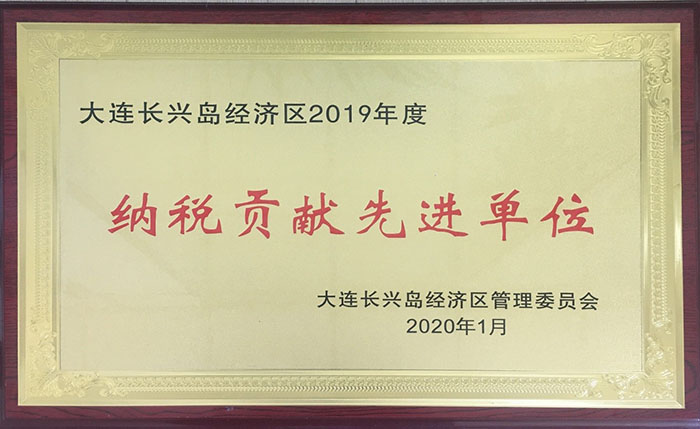 大连长兴岛经济区2019年度
纳税贡献先进单位
大连长兴岛经济区管理委员会
2020年1月